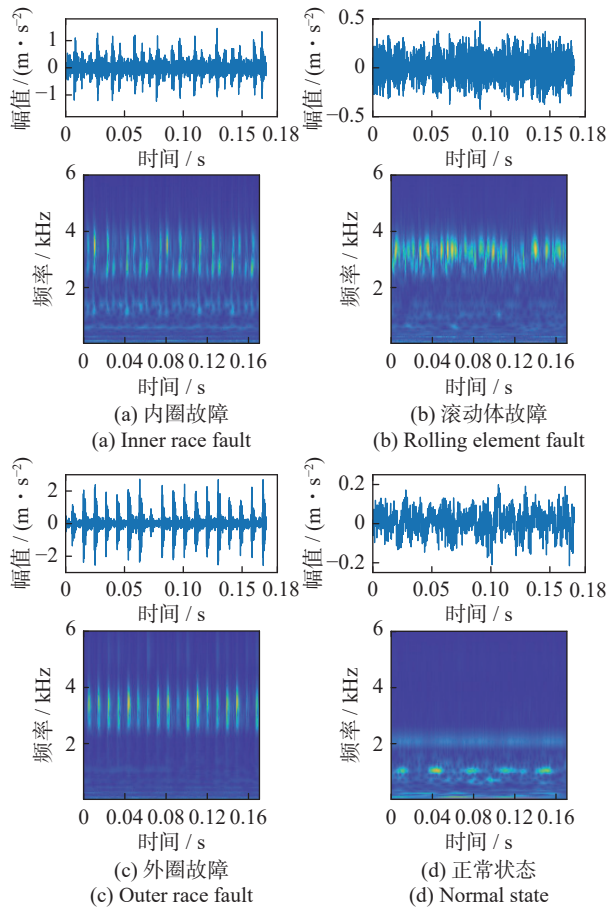 幅值 / (m·s⁻²)
1
0
−1
0 0.05 0.10 0.18
时间 / s
6
4
2
频率 / kHz
0 0.04 0.08 0.12 0.16
时间 / s
(a) 内圈故障
(a) Inner race fault
幅值 / (m·s⁻²)
0.5
0
−0.5
0 0.05 0.10 0.18
时间 / s
6
4
2
频率 / kHz
0 0.04 0.08 0.12 0.16
时间 / s
(b) 滚动体故障
(b) Rolling element fault
幅值 / (m·s⁻²)
2
0
−2
0 0.05 0.10 0.18
时间 / s
6
4
2
频率 / kHz
0 0.04 0.08 0.12 0.16
时间 / s
(c) 外圈故障
(c) Outer race fault
幅值 / (m·s⁻²)
0.2
0
−0.2
0 0.05 0.10 0.18
时间 / s
6
4
2
频率 / kHz
0 0.04 0.08 0.12 0.16
时间 / s
(d) 正常状态
(d) Normal state